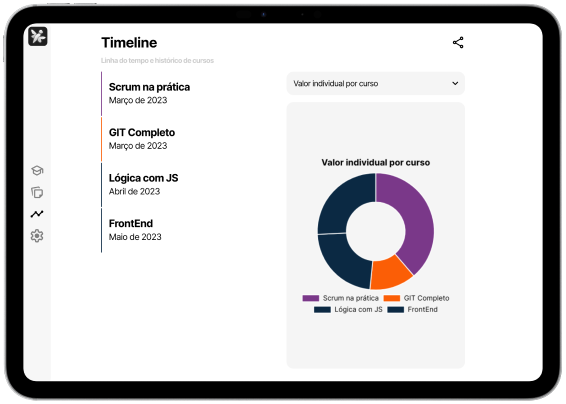 Timeline
Linha do tempo e histórico de cursos
Scrum na prática
Março de 2023
GIT Completo
Março de 2023
Lógica com JS
Abril de 2023
FrontEnd
Maio de 2023
Valor individual por curso
Valor individual por curso
Scrum na prática GIT Completo
Lógica com JS FrontEnd